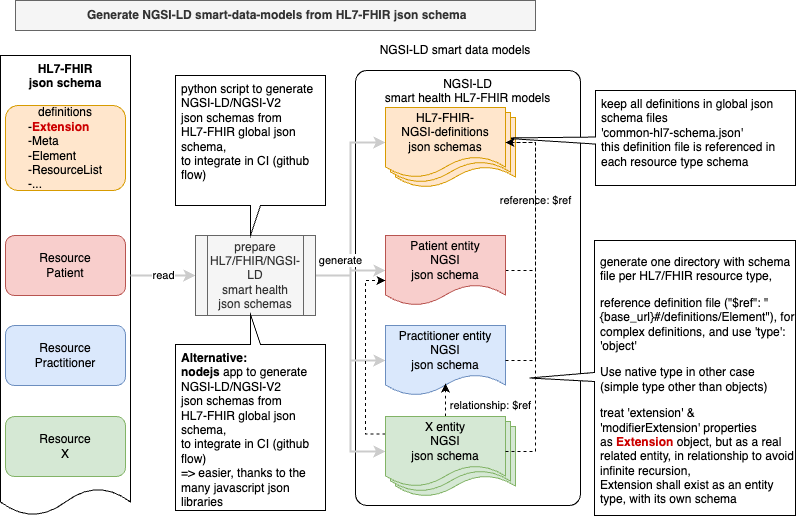 Generate NGSI-LD smart-data-models from HL7-FHIR json schema
NGSI-LD smart data models
HL7-FHIR
json schema
definitions
-Extension
-Meta
-Element
-ResourceList
-...
Resource
Patient
Resource
Practitioner
Resource
X
read
python script to generate
NGSI-LD/NGSI-V2
json schemas from
HL7-FHIR global json
schema,
to integrate in CI (github
flow)
prepare
HL7/FHIR/NGSI-
LD
smart health
json schemas
generate
Alternative:
nodejs app to generate
NGSI-LD/NGSI-V2
json schemas from
HL7-FHIR global json
schema,
to integrate in CI (github
flow)
=> easier, thanks to the
many javascript json
libraries
NGSI-LD
smart health HL7-FHIR models
HL7-FHIR-
NGSI-definitions
json schemas
reference: $ref
Patient entity
NGSI
json schema
Practitioner entity
NGSI
json schema
relationship: $ref
X entity
NGSI
json schema
keep all definitions in global json
schema files
'common-hl7-schema.json'
this definition file is referenced in
each resource type schema
generate one directory with schema
file per HL7/FHIR resource type,
reference definition file ("$ref": "
{base_url}#/definitions/Element"), for
complex definitions, and use 'type':
'object'
Use native type in other case
(simple type other than objects)
treat 'extension' &
'modifierExtension' properties
as Extension object, but as a real
related entity, in relationship to avoid
infinite recursion,
Extension shall exist as an entity
type, with its own schema